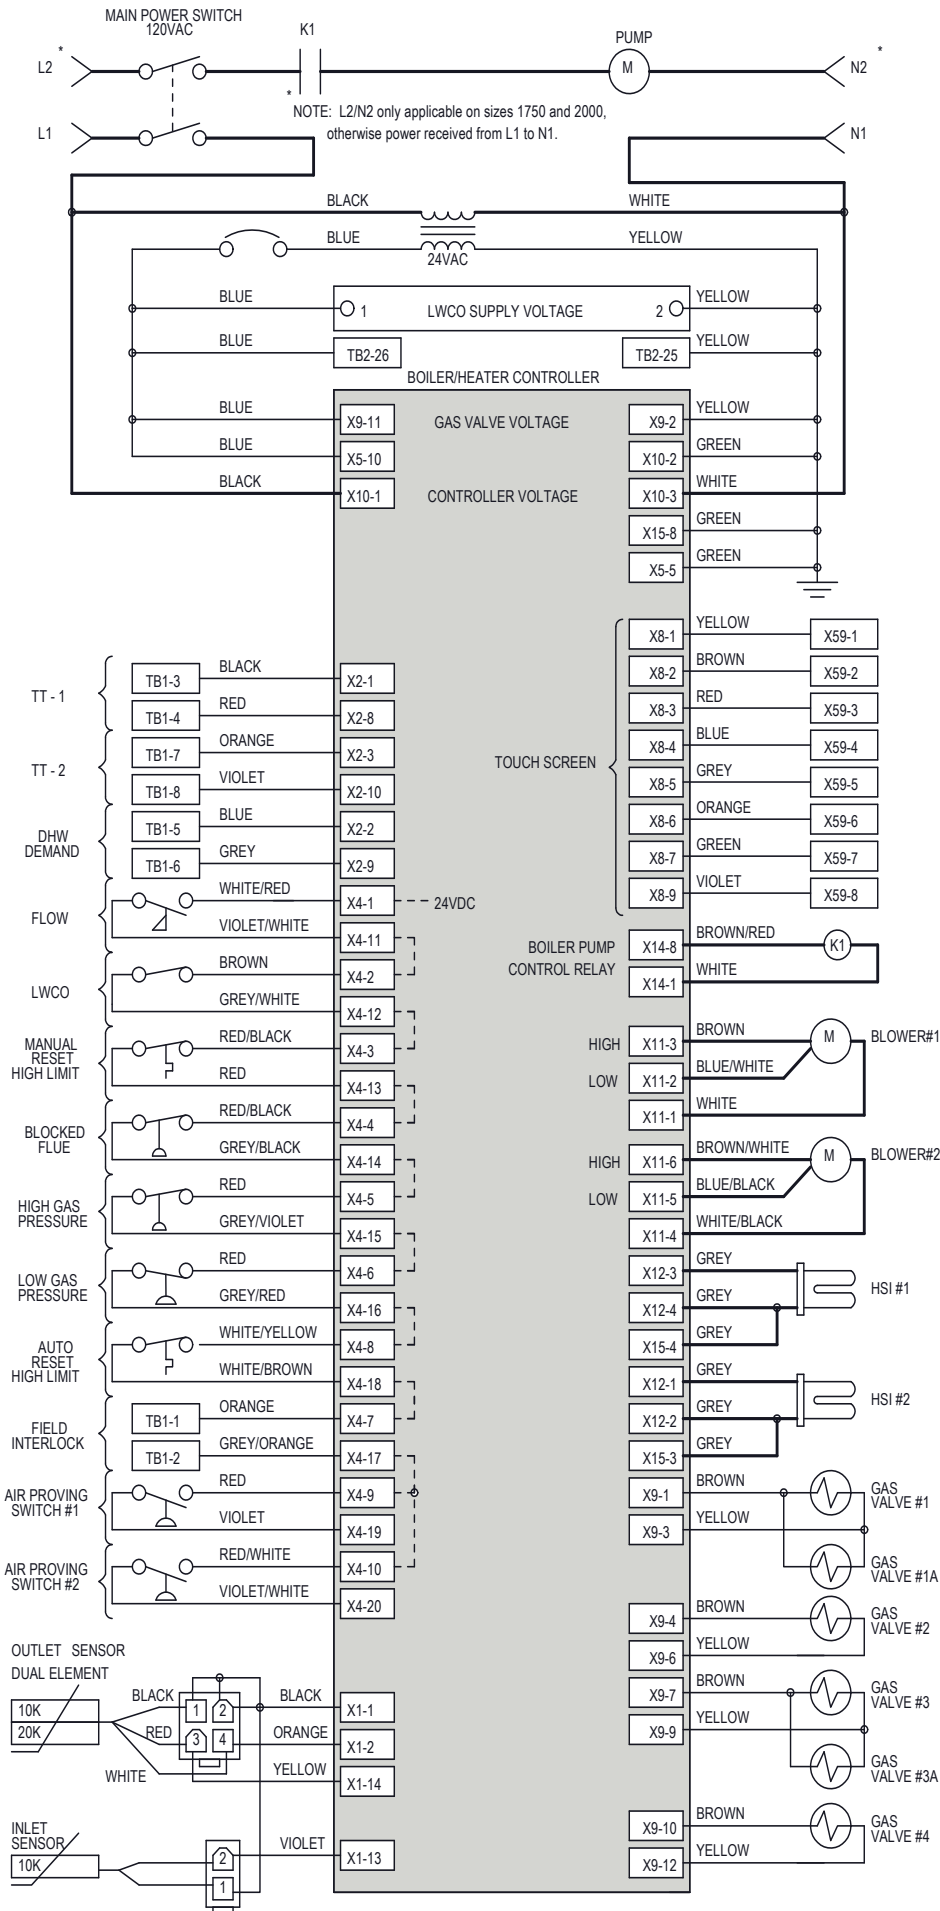 MAIN POWER SWITCH
120VAC
K1
PUMP
*
L2
M
*
N2
*
NOTE: L2/N2 only applicable on sizes 1750 and 2000,
otherwise power received from L1 to N1.
L1
N1
BLACK
WHITE
BLUE
YELLOW
24VAC
BLUE
1
LWCO SUPPLY VOLTAGE
2
YELLOW
BLUE
TB2-26
TB2-25
YELLOW
BOILER/HEATER CONTROLLER
BLUE
X9-11
GAS VALVE VOLTAGE
X9-2
YELLOW
BLUE
X5-10
X10-2
GREEN
BLACK
X10-1
CONTROLLER VOLTAGE
X10-3
WHITE
X15-8
GREEN
X5-5
GREEN
TOUCH SCREEN
X8-1
YELLOW
X59-1
X8-2
BROWN
X59-2
X8-3
RED
X59-3
X8-4
BLUE
X59-4
X8-5
GREY
X59-5
X8-6
ORANGE
X59-6
X8-7
GREEN
X59-7
X8-9
VIOLET
X59-8
TT - 1
TB1-3
BLACK
X2-1
TB1-4
RED
X2-8
TT - 2
TB1-7
ORANGE
X2-3
TB1-8
VIOLET
X2-10
DHW
DEMAND
TB1-5
BLUE
X2-2
TB1-6
GREY
X2-9
FLOW
WHITE/RED
X4-1
24VDC
VIOLET/WHITE
X4-11
LWCO
BROWN
X4-2
GREY/WHITE
X4-12
MANUAL
RESET
HIGH LIMIT
RED/BLACK
X4-3
RED
X4-13
BLOCKED
FLUE
RED/BLACK
X4-4
GREY/BLACK
X4-14
HIGH GAS
PRESSURE
RED
X4-5
GREY/VIOLET
X4-15
LOW GAS
PRESSURE
RED
X4-6
GREY/RED
X4-16
AUTO
RESET
HIGH LIMIT
WHITE/YELLOW
X4-8
WHITE/BROWN
X4-18
FIELD
INTERLOCK
TB1-1
ORANGE
X4-7
TB1-2
GREY/ORANGE
X4-17
AIR PROVING
SWITCH #1
RED
X4-9
VIOLET
X4-19
AIR PROVING
SWITCH #2
RED/WHITE
X4-10
VIOLET/WHITE
X4-20
BOILER PUMP
CONTROL RELAY
X14-8
BROWN/RED
K1
X14-1
WHITE
HIGH
X11-3
BROWN
M
BLOWER#1
LOW
X11-2
BLUE/WHITE
X11-1
WHITE
HIGH
X11-6
BROWN/WHITE
M
BLOWER#2
LOW
X11-5
BLUE/BLACK
X11-4
WHITE/BLACK
X12-3
GREY
HSI #1
X12-4
GREY
X15-4
GREY
X12-1
GREY
HSI #2
X12-2
GREY
X15-3
GREY
X9-1
BROWN
GAS
VALVE #1
X9-3
YELLOW
GAS
VALVE #1A
X9-4
BROWN
GAS
VALVE #2
X9-6
YELLOW
X9-7
BROWN
GAS
VALVE #3
X9-9
YELLOW
GAS
VALVE #3A
X9-10
BROWN
GAS
VALVE #4
X9-12
YELLOW
OUTLET SENSOR
DUAL ELEMENT
10K
20K
BLACK
1
2
BLACK
X1-1
RED
3
4
ORANGE
X1-2
WHITE
YELLOW
X1-14
INLET
SENSOR
10K
2
VIOLET
X1-13
1